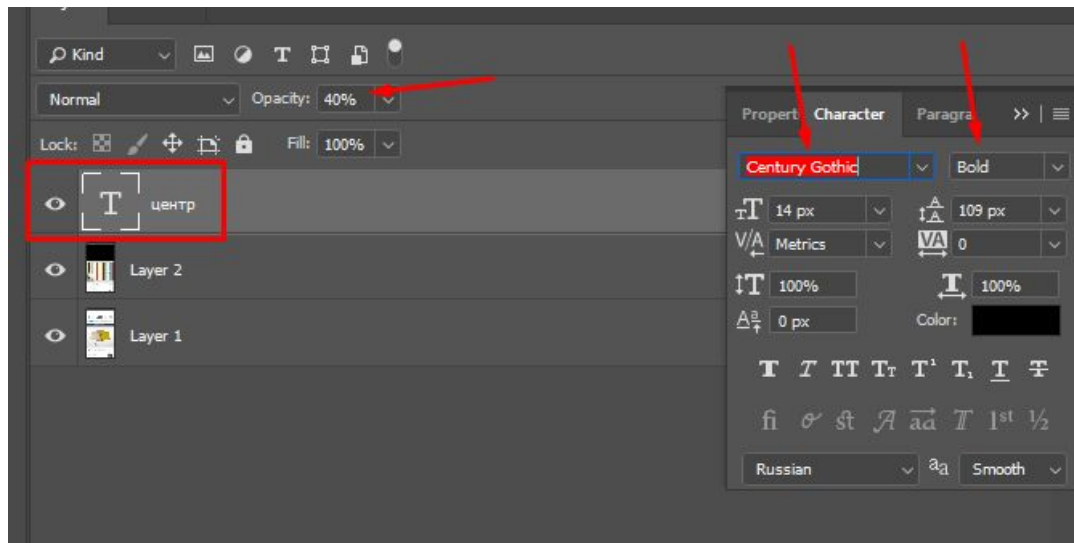 Kind
Normal Opacity: 40%
Lock: Fill: 100%
T центр
Layer 2
Layer 1
Propert Character Paragra >>
Century Gothic Bold
14 px 109 px
V/A Metrics VA 0
100% 100%
0 px Color:
T T TT Tт T¹ T₁ T T
fi st A aa T 1st ½
Russian aa Smooth